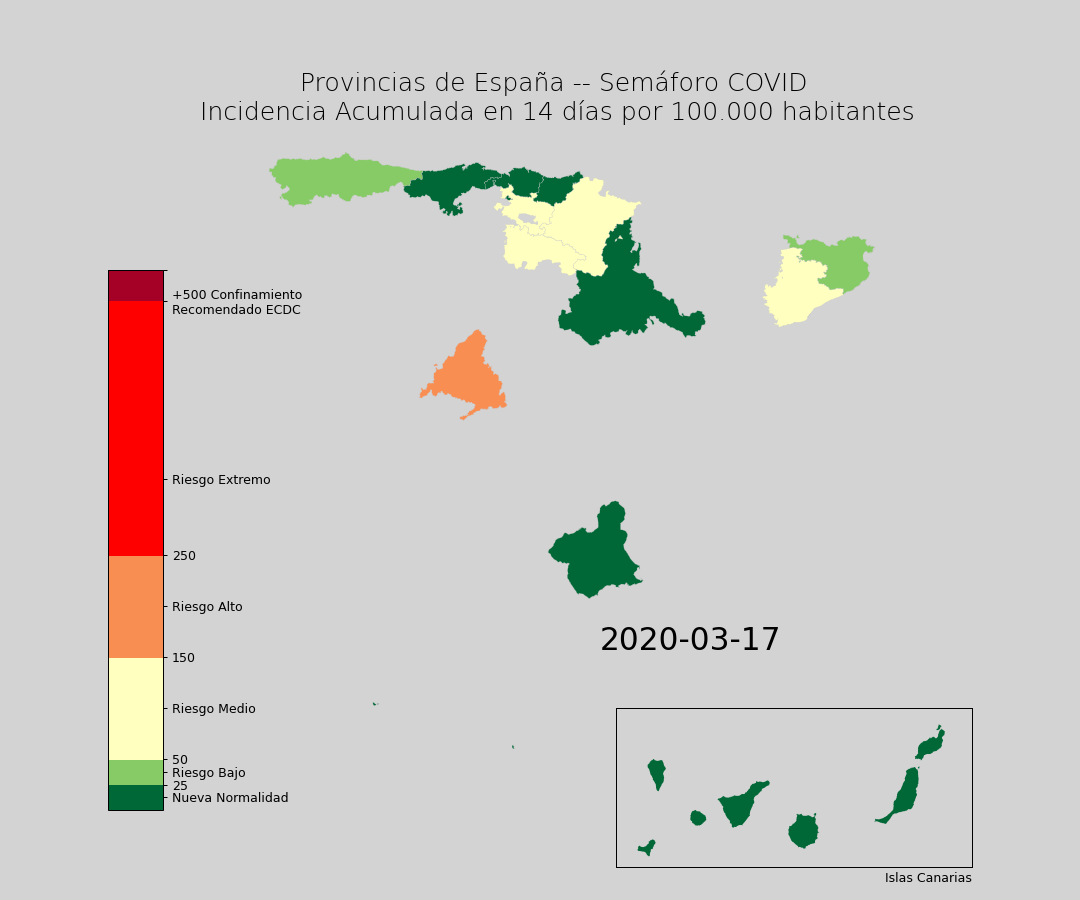 Provincias de España -- Semáforo COVID
Incidencia Acumulada en 14 días por 100.000 habitantes
+500 Confinamiento
Recomendado ECDC
Riesgo Extremo
250
Riesgo Alto
150
Riesgo Medio
50
Riesgo Bajo
25
Nueva Normalidad
2020-03-17
Islas Canarias